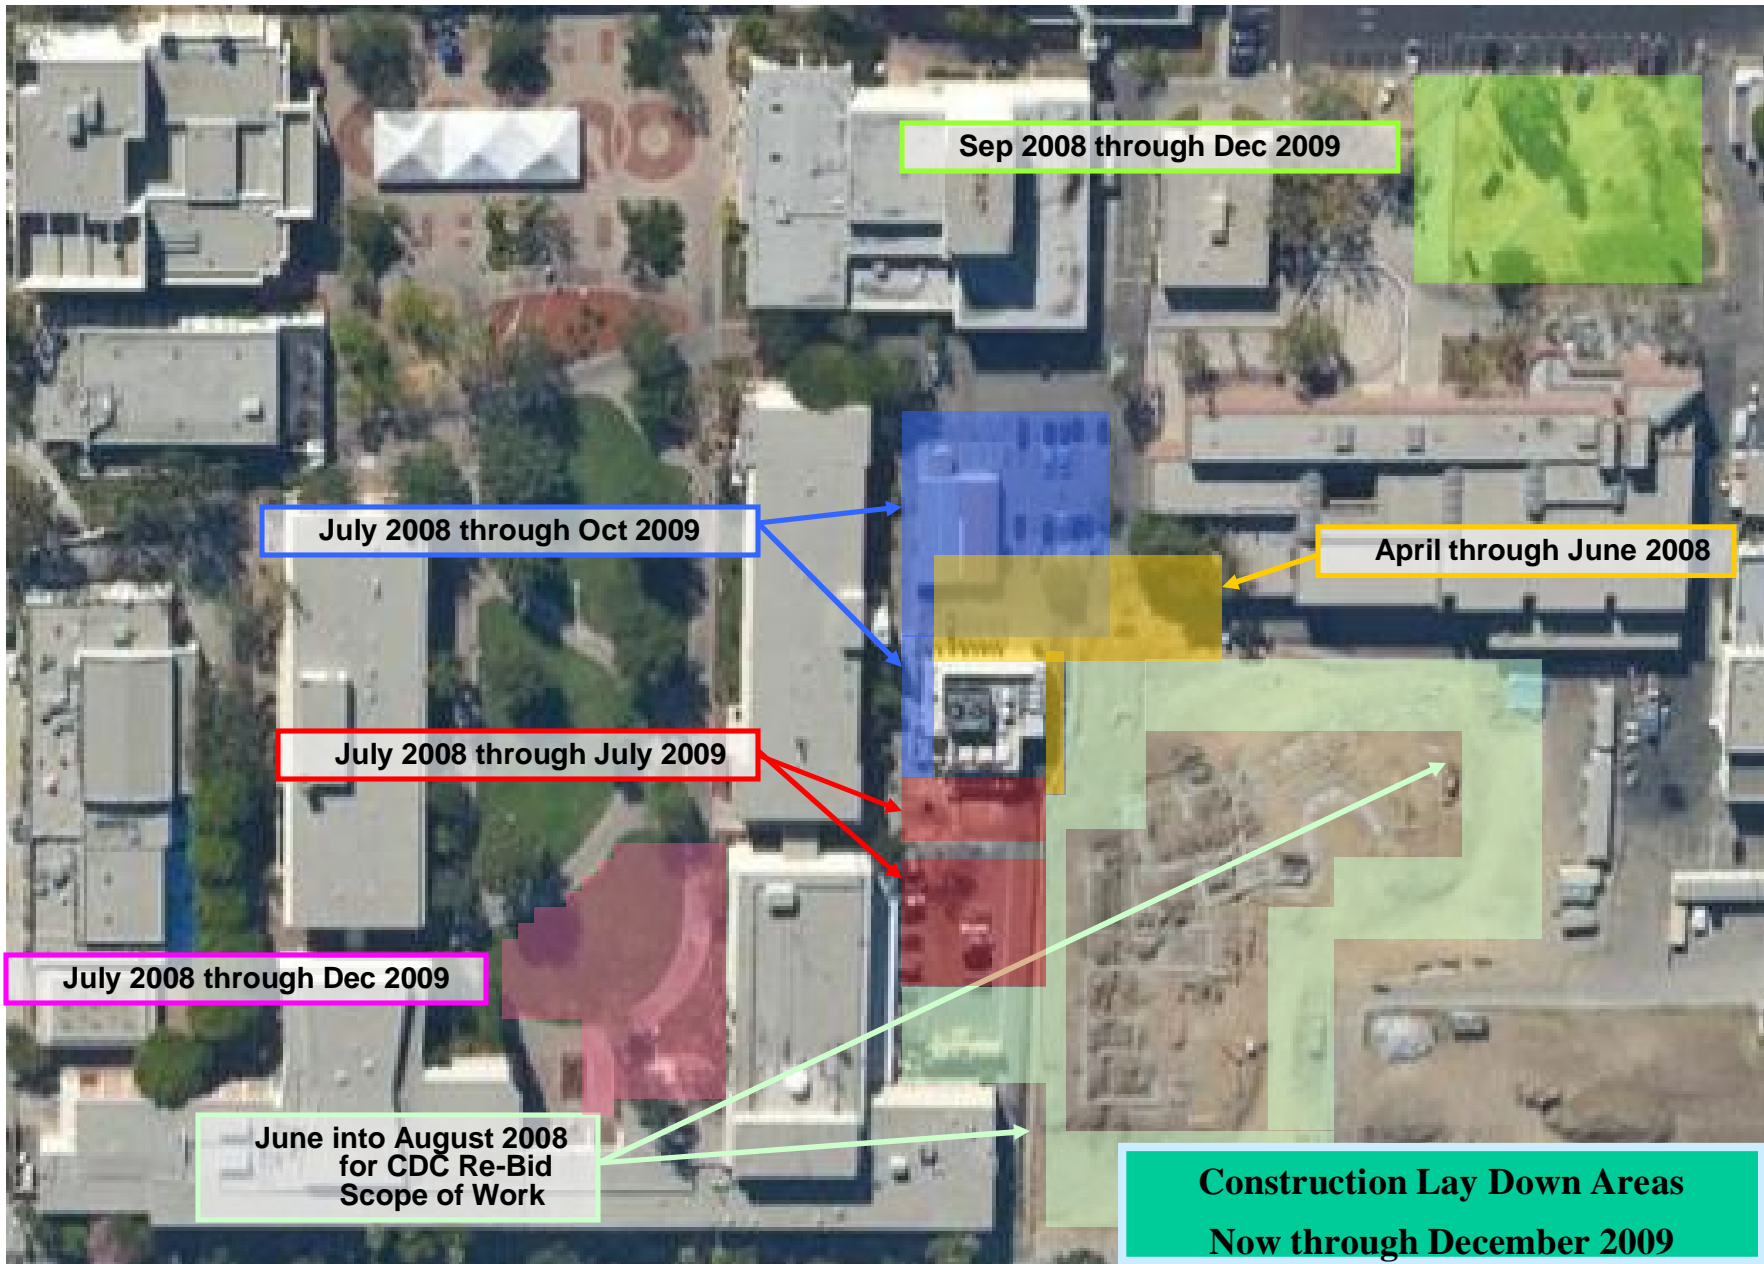 Sep 2008 through Dec 2009
July 2008 through Oct 2009
April through June 2008
July 2008 through July 2009
July 2008 through Dec 2009
June into August 2008
for CDC Re-Bid
Scope of Work
Construction Lay Down Areas
Now through December 2009